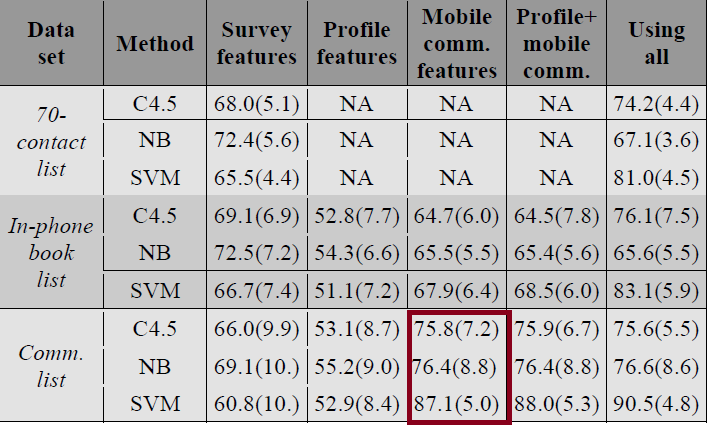 Data set Method Survey features Profile features Mobile comm. features Profile+ mobile comm. Using all
70-contact list
C4.5 68.0(5.1) NA NA NA 74.2(4.4)
NB 72.4(5.6) NA NA NA 67.1(3.6)
SVM 65.5(4.4) NA NA NA 81.0(4.5)
In-phone book list
C4.5 69.1(6.9) 52.8(7.7) 64.7(6.0) 64.5(7.8) 76.1(7.5)
NB 72.5(7.2) 54.3(6.6) 65.5(5.5) 65.4(5.6) 65.6(5.5)
SVM 66.7(7.4) 51.1(7.2) 67.9(6.4) 68.5(6.0) 83.1(5.9)
Comm. list
C4.5 66.0(9.9) 53.1(8.7) 75.8(7.2) 75.9(6.7) 75.6(5.5)
NB 69.1(10.) 55.2(9.0) 76.4(8.8) 76.4(8.8) 76.6(8.6)
SVM 60.8(10.) 52.9(8.4) 87.1(5.0) 88.0(5.3) 90.5(4.8)